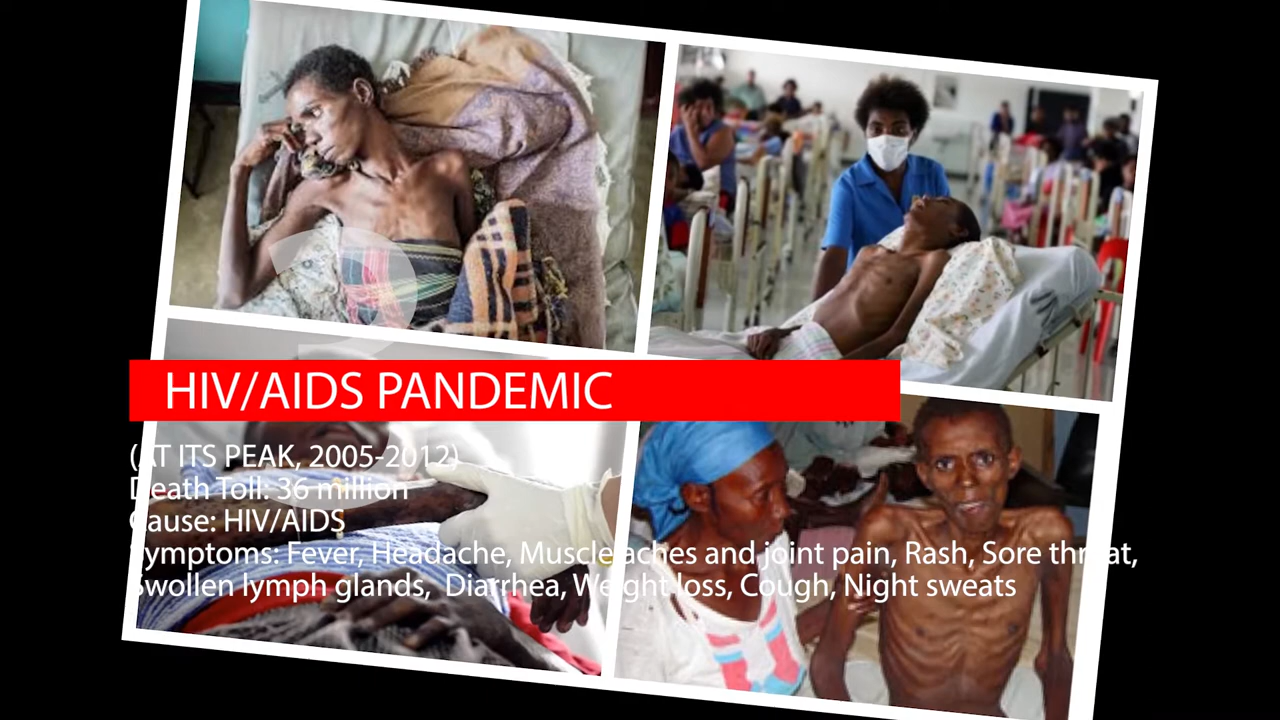 HIV/AIDS PANDEMIC
(AT ITS PEAK, 2005-2012)
Death Toll: 36 million
Cause: HIV/AIDS
Symptoms: Fever, Headache, Muscle aches and joint pain, Rash, Sore throat,
Swollen lymph glands, Diarrhea, Weight loss, Cough, Night sweats